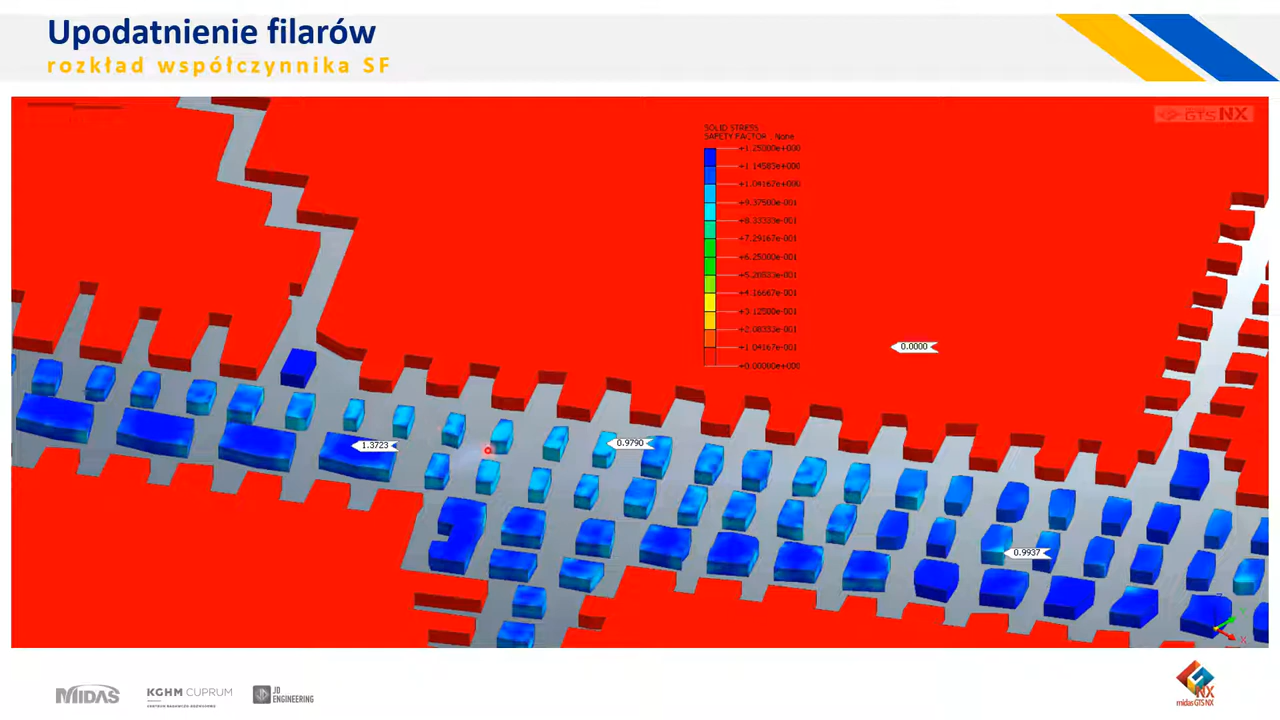 Upodatnienie filarów
rozkład współczynnika SF
GTS NX
SOLID STRESS
SAFETY FACTOR : None
+1.25000e+000
+1.14583e+000
+1.04167e+000
+9.37500e-001
+8.33333e-001
+7.29167e-001
+6.25000e-001
+5.20833e-001
+4.16667e-001
+3.12500e-001
+2.08333e-001
+1.04167e-001
+0.00000e+000
0.0000
1.3723
0.9790
0.9937
Z
Y
X
MIDAS
KGHM CUPRUM
JD
ENGINEERING
NX
midas GTS NX